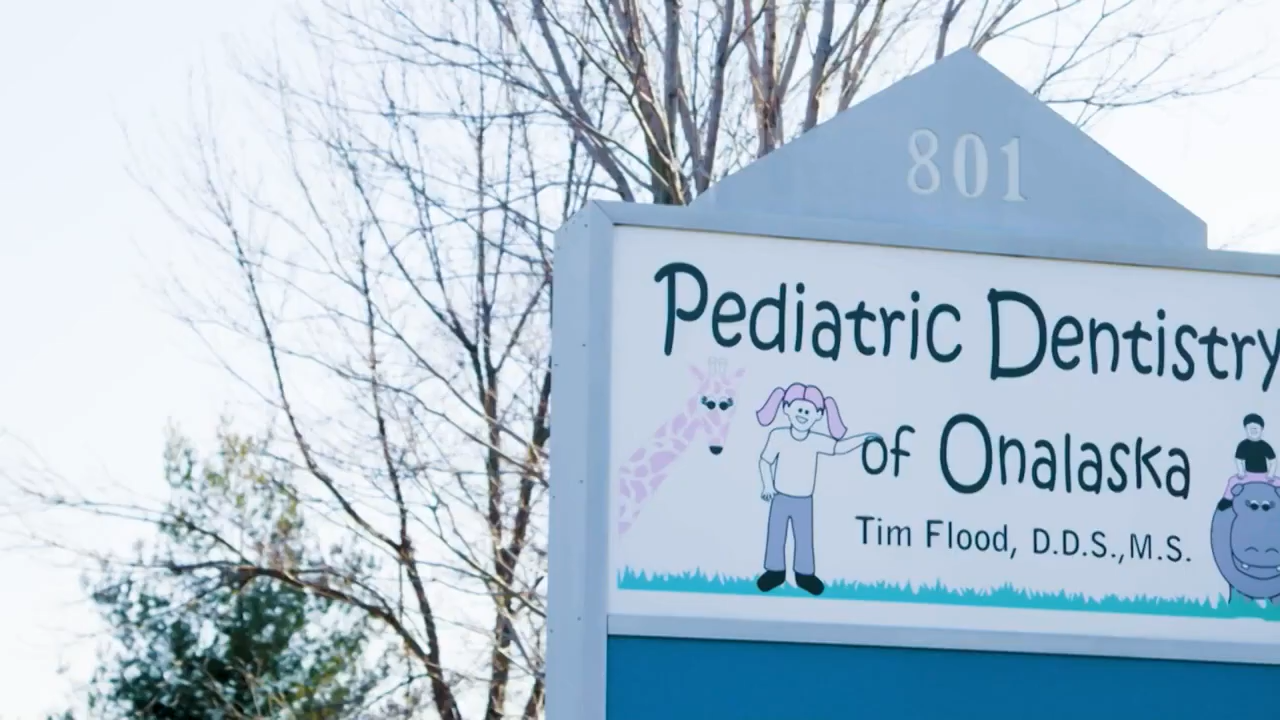 801
Pediatric Dentistry
of Onalaska
Tim Flood, D.D.S.,M.S.